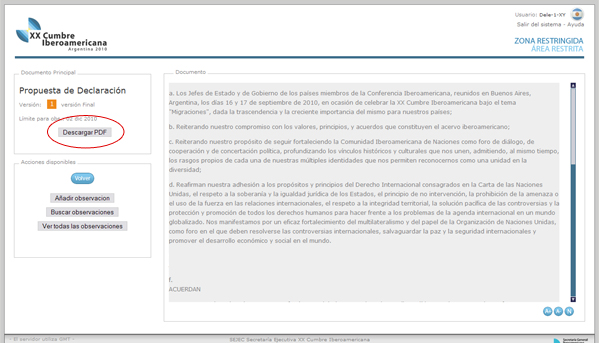 XX Cumbre
Iberoamericana
Argentina 2010
Usuario: Dele-1-XY
Salir del sistema - Ayuda
ZONA RESTRINGIDA
ÁREA RESTRITA
Documento Principal
Propuesta de Declaración
Versión: 1 versión Final
Límite para obs.: 02 dic 2010
Descargar PDF
Acciones disponibles
Volver
Añadir observacion
Buscar observaciones
Ver todas las observaciones
Documento
a. Los Jefes de Estado y de Gobierno de los países miembros de la Conferencia Iberoamericana, reunidos en Buenos Aires,
Argentina, los días 16 y 17 de septiembre de 2010, en ocasión de celebrar la XX Cumbre Iberoamericana bajo el tema
"Migraciones", dada la trascendencia y la creciente importancia del mismo para nuestros países;
b. Reiterando nuestro compromiso con los valores, principios, y acuerdos que constituyen el acervo iberoamericano;
c. Reiterando nuestro propósito de seguir fortaleciendo la Comunidad Iberoamericana de Naciones como foro de diálogo, de
cooperación y de concertación política, profundizando los vínculos históricos y culturales que nos unen, admitiendo, al mismo tiempo,
los rasgos propios de cada una de nuestras múltiples identidades que nos permiten reconocernos como una unidad en la
diversidad;
d. Reafirman nuestra adhesión a los propósitos y principios del Derecho Internacional consagrados en la Carta de las Naciones
Unidas, el respeto a la soberanía y la igualdad jurídica de los Estados, el principio de no intervención, la prohibición de la amenaza o
el uso de la fuerza en las relaciones internacionales, el respeto a la integridad territorial, la solución pacífica de las controversias y la
protección y promoción de todos los derechos humanos para hacer frente a los problemas de la agenda internacional en un mundo
globalizado. Nos manifestamos por un eficaz fortalecimiento del multilateralismo y del papel de la Organización de Naciones Unidas,
como foro en el que deben resolverse las controversias internacionales, salvaguardar la paz y la seguridad internacionales y
promover el desarrollo económico y social en el mundo.
f.
ACUERDAN
A+ A- N
- © servidor utiliza GMT -
SEJRC Secretaría Ejecutiva XX Cumbre Iberoamericana
Secretaría General